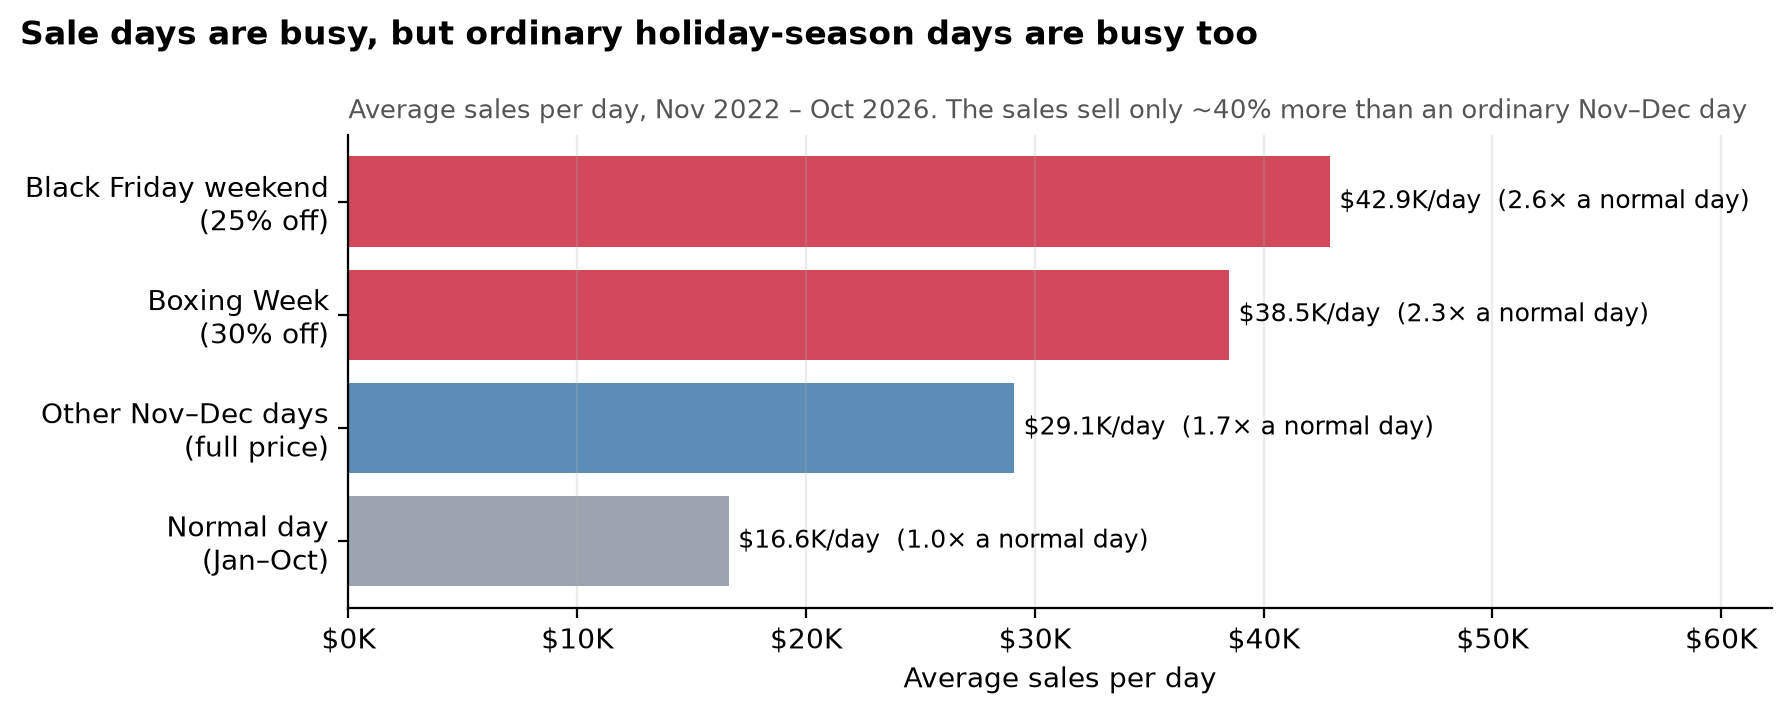 Sale days are busy, but ordinary holiday-season days are busy too
Average sales per day, Nov 2022 – Oct 2026. The sales sell only ~40% more than an ordinary Nov–Dec day
Black Friday weekend
(25% off)
$42.9K/day (2.6× a normal day)
Boxing Week
(30% off)
$38.5K/day (2.3× a normal day)
Other Nov–Dec days
(full price)
$29.1K/day (1.7× a normal day)
Normal day
(Jan–Oct)
$16.6K/day (1.0× a normal day)
$0K $10K $20K $30K $40K $50K $60K
Average sales per day